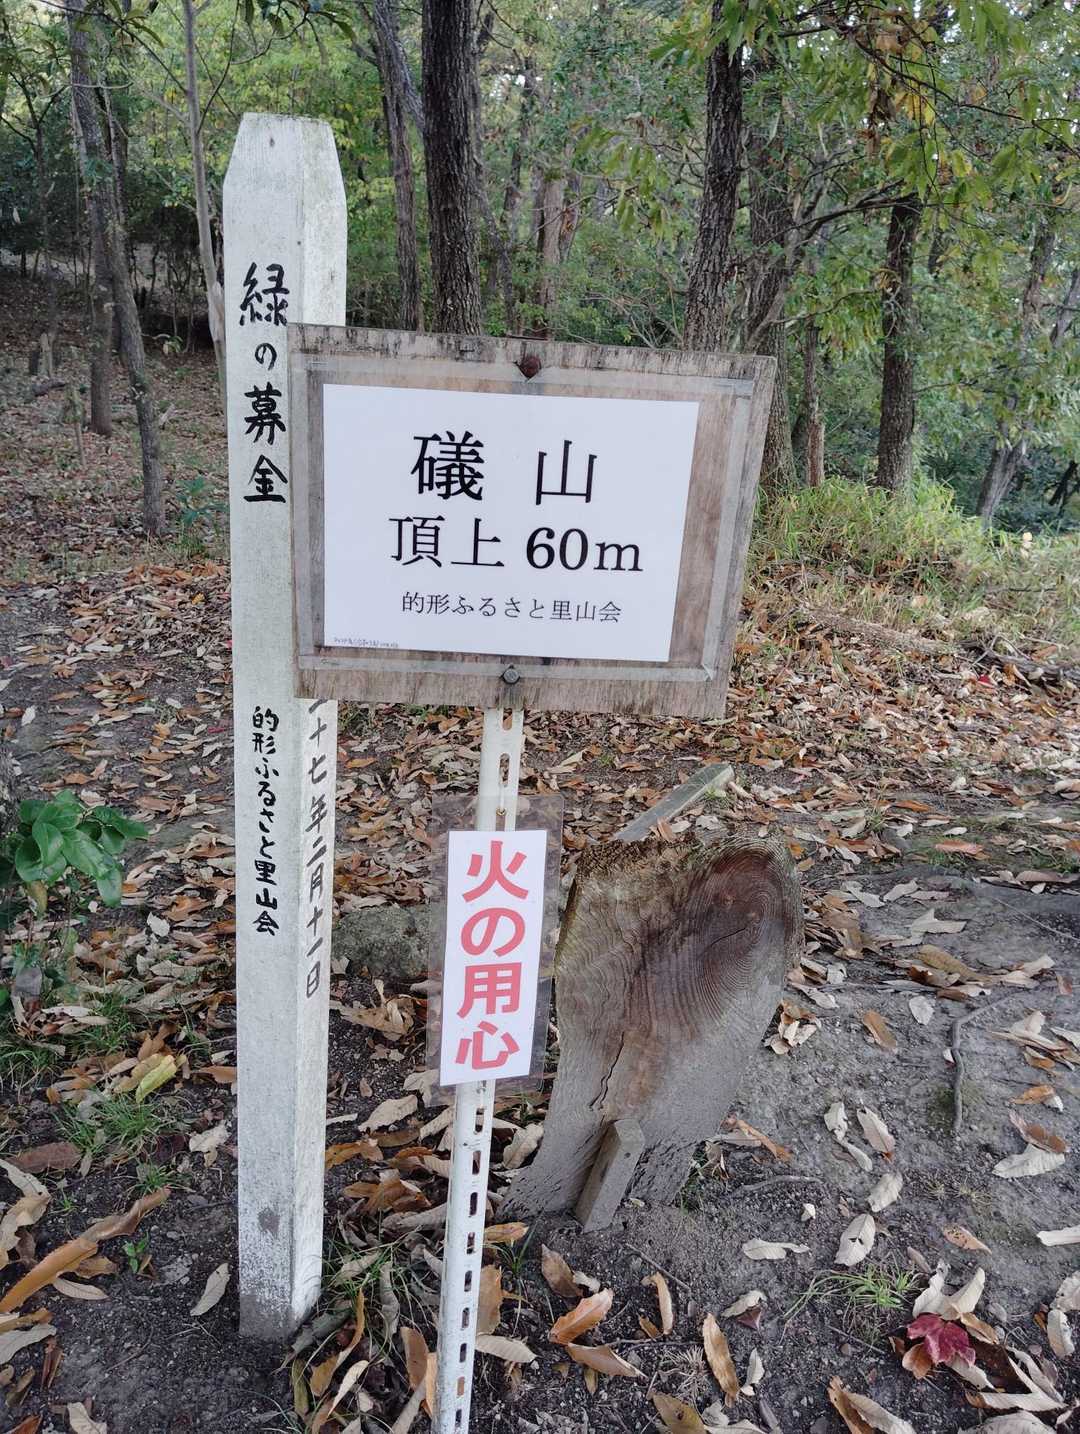 緑の募金
礒山
頂上 60m
的形ふるさと里山会
的形ふるさと里山会
十七年二月十一日
火の用心